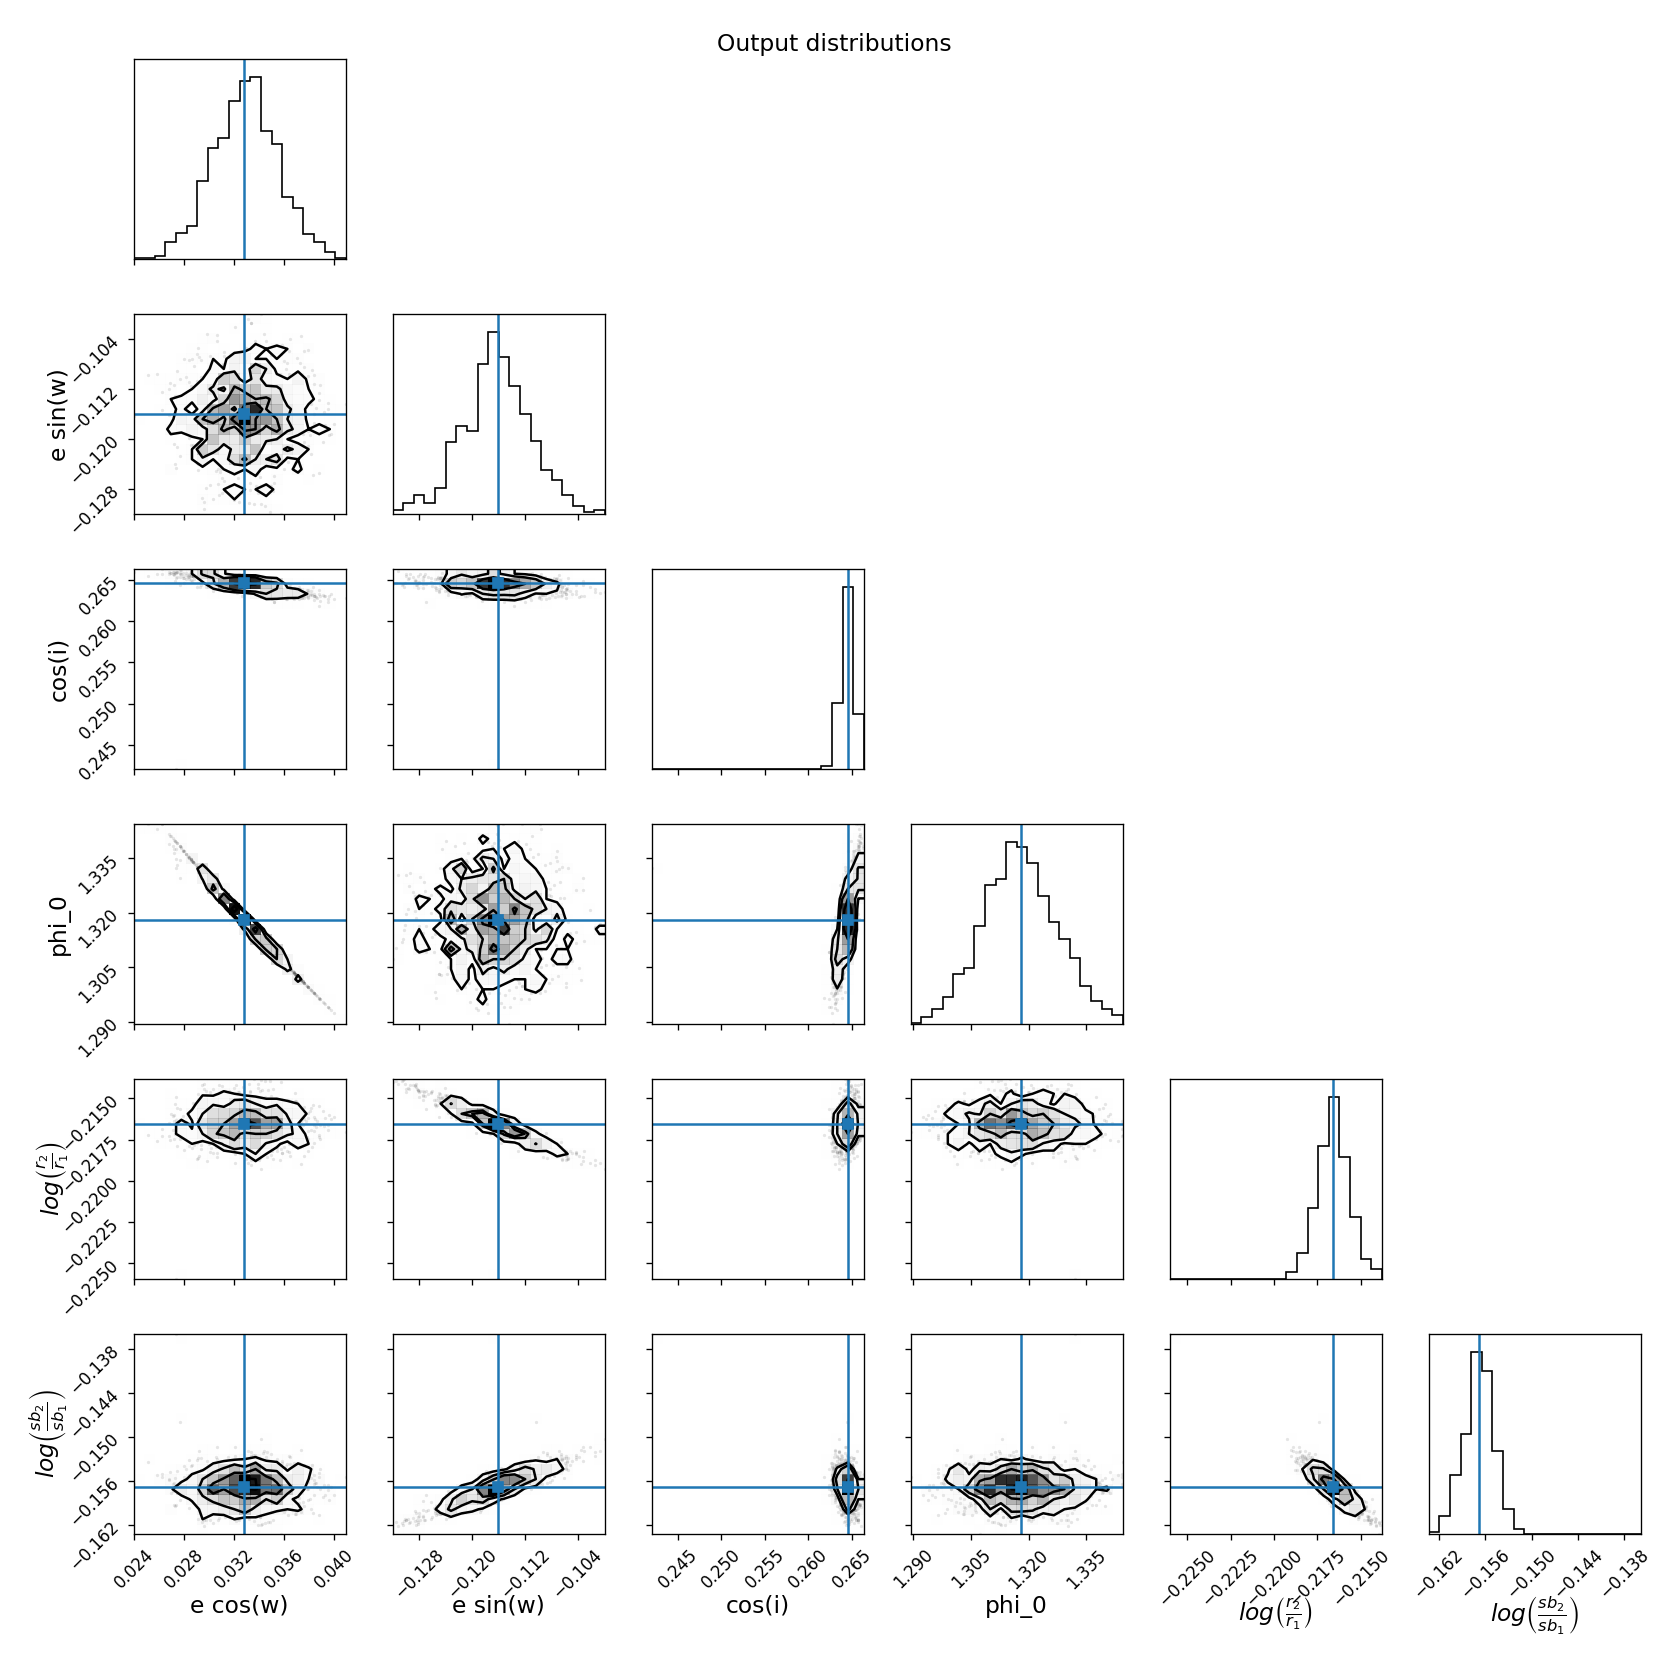 Output distributions
e sin(w)
−0.104
−0.112
−0.120
−0.128
cos(i)
0.265
0.260
0.255
0.250
0.245
phi_0
1.335
1.320
1.305
1.290
log(r₂/r₁)
−0.2150
−0.2175
−0.2200
−0.2225
−0.2250
log(sb₂/sb₁)
−0.138
−0.144
−0.150
−0.156
−0.162
0.024 0.028 0.032 0.036 0.040
−0.128 −0.120 −0.112 −0.104
0.245 0.250 0.255 0.260 0.265
1.290 1.305 1.320 1.335
−0.2250 −0.2225 −0.2200 −0.2175 −0.2150
−0.162 −0.156 −0.150 −0.144 −0.138
e cos(w)
e sin(w)
cos(i)
phi_0
log(r₂/r₁)
log(sb₂/sb₁)